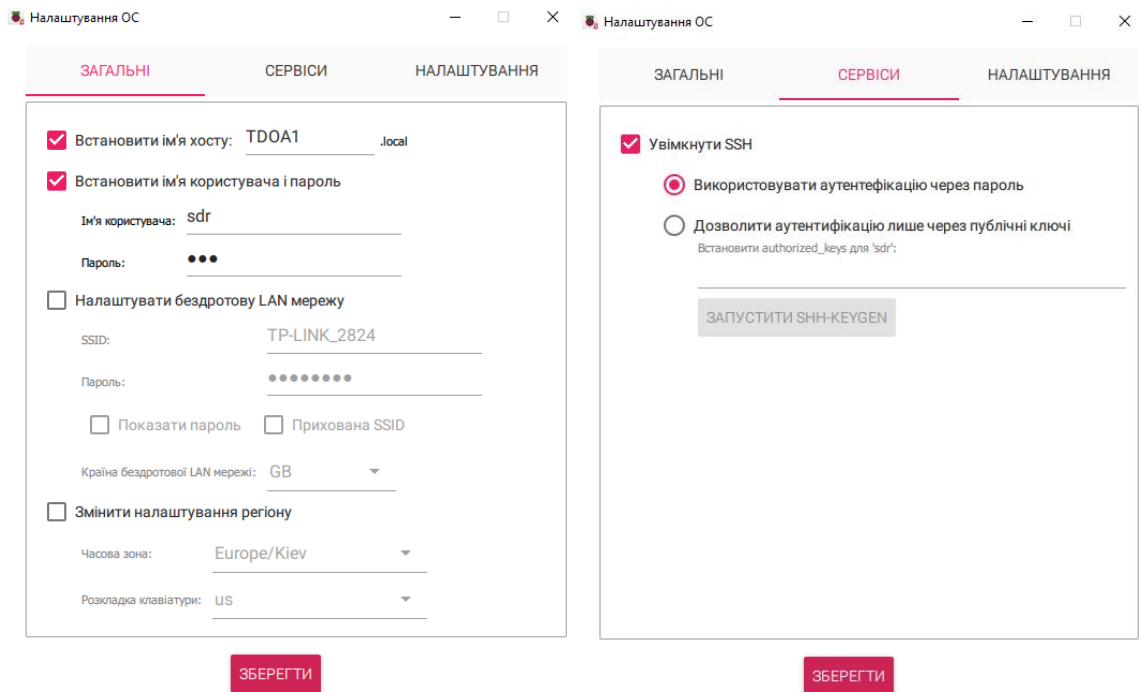 Налаштування ОС
ЗАГАЛЬНІ СЕРВІСИ НАЛАШТУВАННЯ
Встановити ім'я хосту: TDOA1 .local
Встановити ім'я користувача і пароль
Ім'я користувача: sdr
Пароль: •••
Налаштувати бездротову LAN мережу
SSID: TP-LINK_2824
Пароль: ••••••••
Показати пароль Прихована SSID
Країна бездротової LAN мережі: GB
Змінити налаштування регіону
Часова зона: Europe/Kiev
Розкладка клавіатури: us
ЗБЕРЕГТИ
Налаштування ОС
ЗАГАЛЬНІ СЕРВІСИ НАЛАШТУВАННЯ
Увімкнути SSH
Використовувати аутентефікацію через пароль
Дозволити аутентифікацію лише через публічні ключі
Встановити authorized_keys для 'sdr':
ЗАПУСТИТИ SHH-KEYGEN
ЗБЕРЕГТИ